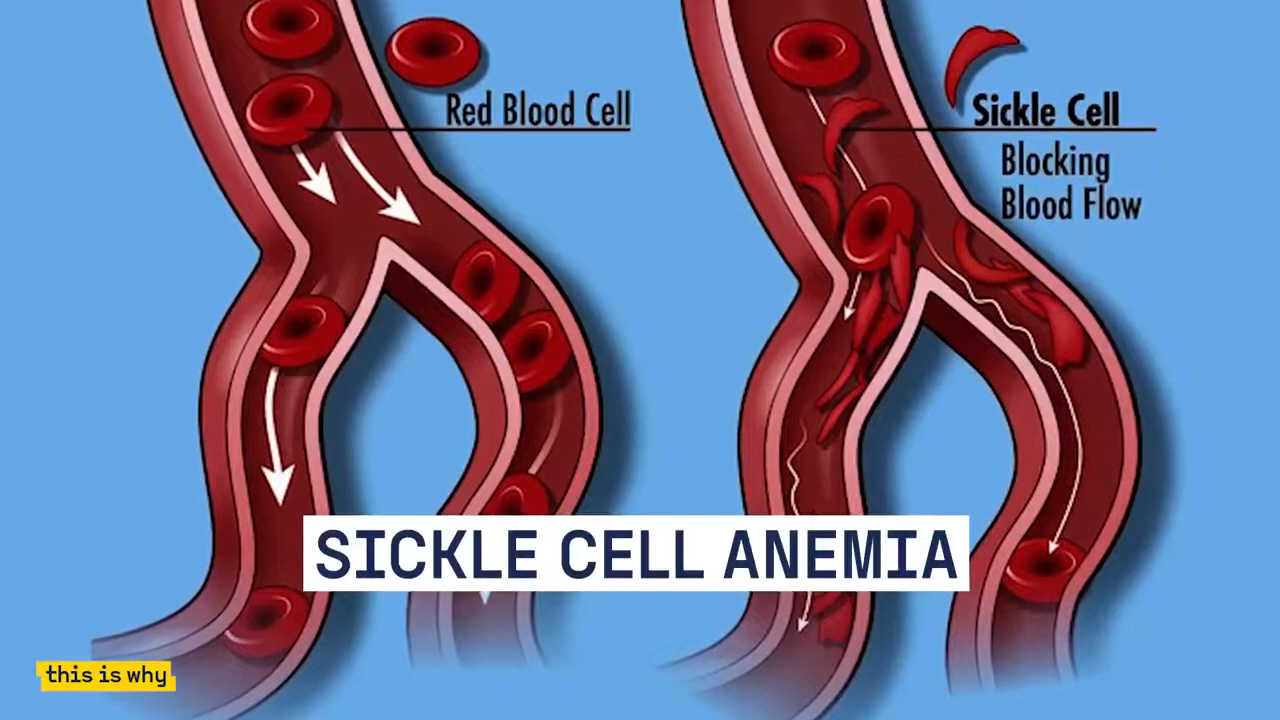 Red Blood Cell
Sickle Cell
Blocking
Blood Flow
SICKLE CELL ANEMIA
this is why